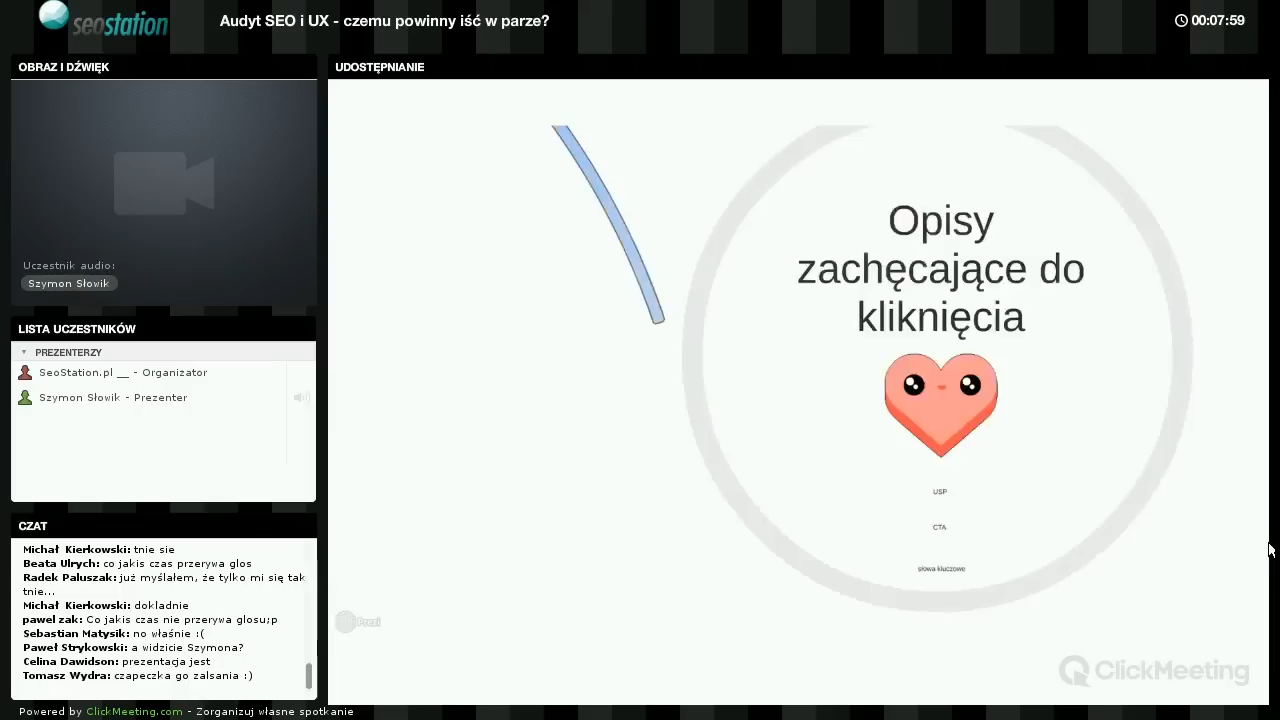 seostation
Audyt SEO i UX - czemu powinny iść w parze?
00:07:59
OBRAZ I DŹWIĘK
UDOSTĘPNIANIE
Uczestnik audio:
Szymon Słowik
LISTA UCZESTNIKÓW
PREZENTERZY
SeoStation.pl __ - Organizator
Szymon Słowik - Prezenter
CZAT
Michał Kierkowski: tnie sie
Beata Ulrych: co jakis czas przerywa glos
Radek Paluszak: już myślałem, że tylko mi się tak
tnie...
Michał Kierkowski: dokladnie
pawel zak: Co jakis czas nie przerywa glosu;p
Sebastian Matysik: no właśnie :(
Paweł Strykowski: a widzicie Szymona?
Celina Dawidson: prezentacja jest
Tomasz Wydra: czapeczka go zalsania :)
Powered by ClickMeeting.com - Zorganizuj własne spotkanie
Opisy
zachęcające do
kliknięcia
USP
CTA
słowa kluczowe
Prezi
ClickMeeting